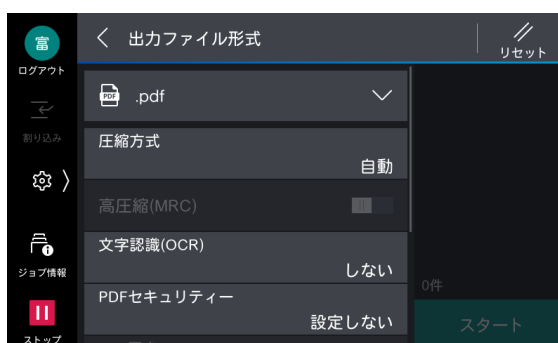 富
ログアウト
割り込み
ジョブ情報
ストップ
出力ファイル形式
リセット
PDF
.pdf
圧縮方式
自動
高圧縮(MRC)
文字認識(OCR)
しない
PDFセキュリティー
設定しない
0件
スタート